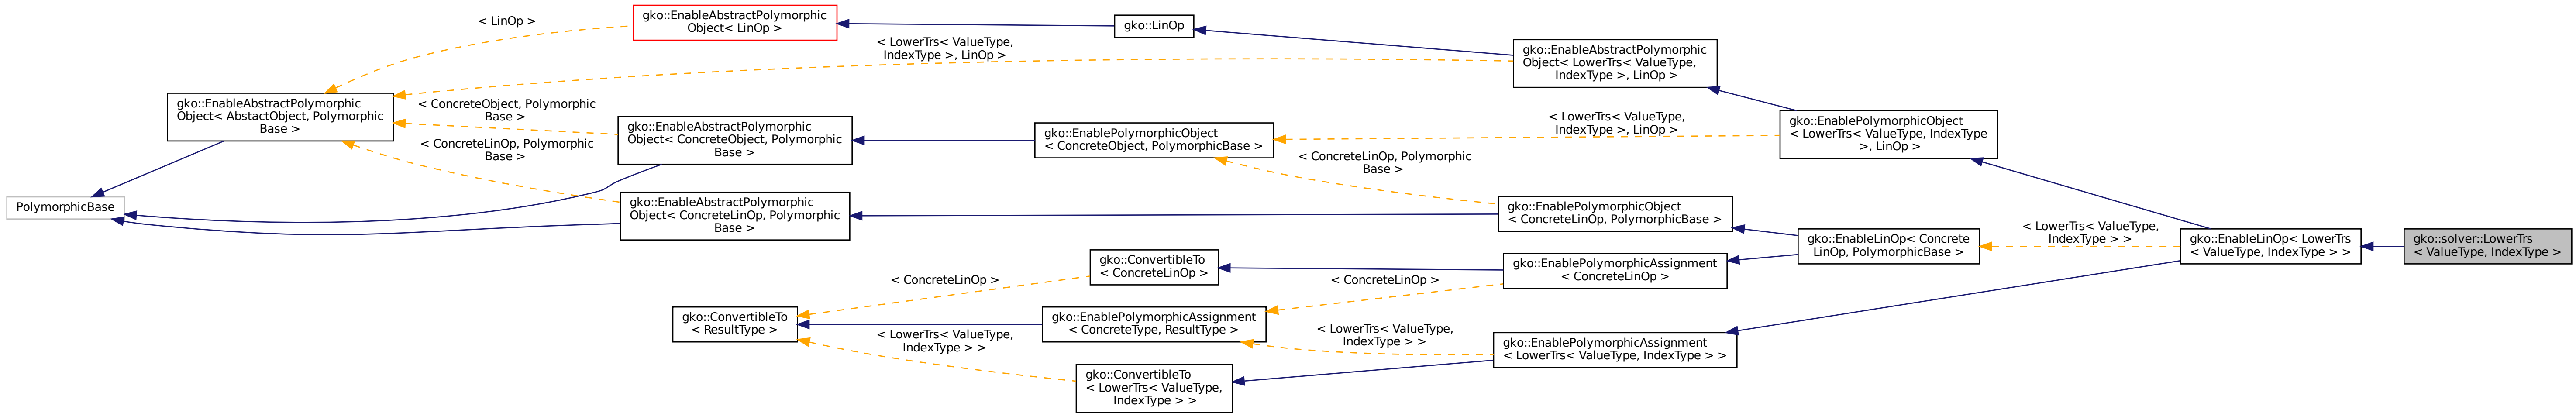 gko::EnableAbstractPolymorphic
Object< LinOp >
< LinOp >
gko::LinOp
< LowerTrs< ValueType,
IndexType >, LinOp >
gko::EnableAbstractPolymorphic
Object< LowerTrs< ValueType,
IndexType >, LinOp >
gko::EnableAbstractPolymorphic
Object< AbstactObject, Polymorphic
Base >
< ConcreteObject, Polymorphic
Base >
gko::EnableAbstractPolymorphic
Object< ConcreteObject, Polymorphic
Base >
gko::EnablePolymorphicObject
< ConcreteObject, PolymorphicBase >
< LowerTrs< ValueType,
IndexType >, LinOp >
gko::EnablePolymorphicObject
< LowerTrs< ValueType, IndexType
>, LinOp >
< ConcreteLinOp, Polymorphic
Base >
< ConcreteLinOp, Polymorphic
Base >
PolymorphicBase
gko::EnableAbstractPolymorphic
Object< ConcreteLinOp, Polymorphic
Base >
gko::EnablePolymorphicObject
< ConcreteLinOp, PolymorphicBase >
gko::EnableLinOp< Concrete
LinOp, PolymorphicBase >
< LowerTrs< ValueType,
IndexType > >
gko::EnableLinOp< LowerTrs
< ValueType, IndexType > >
gko::solver::LowerTrs
< ValueType, IndexType >
gko::ConvertibleTo
< ConcreteLinOp >
gko::EnablePolymorphicAssignment
< ConcreteLinOp >
< ConcreteLinOp >
< ConcreteLinOp >
gko::ConvertibleTo
< ResultType >
gko::EnablePolymorphicAssignment
< ConcreteType, ResultType >
< LowerTrs< ValueType,
IndexType > >
< LowerTrs< ValueType,
IndexType > >
gko::EnablePolymorphicAssignment
< LowerTrs< ValueType, IndexType > >
gko::ConvertibleTo
< LowerTrs< ValueType,
IndexType > >